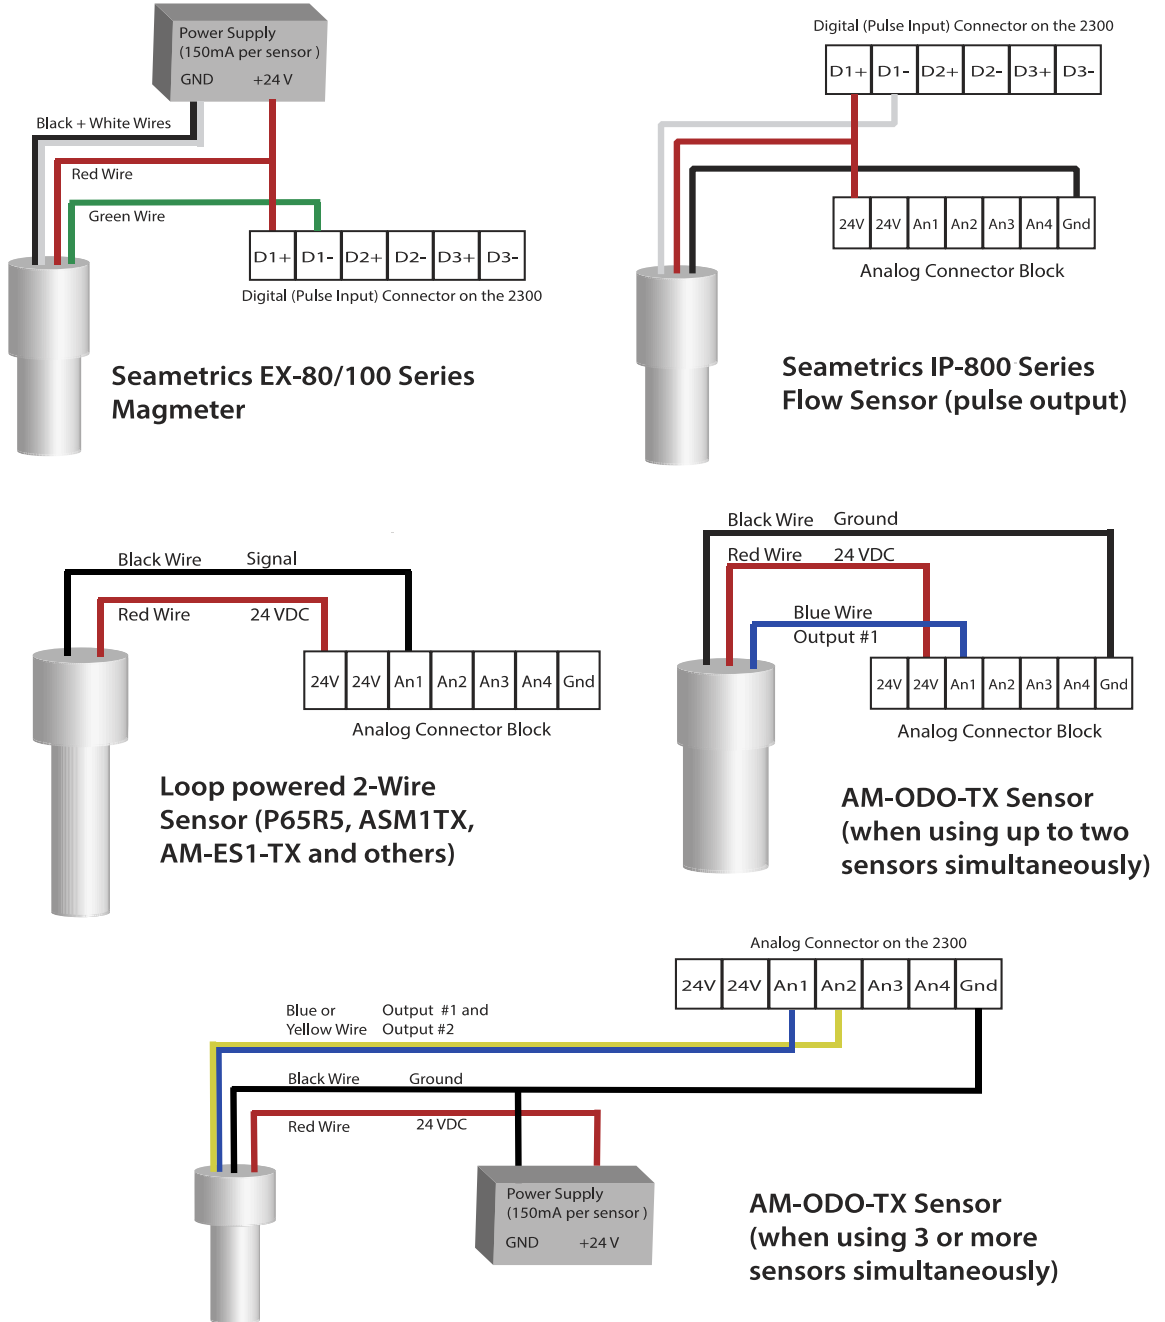 Power Supply
(150mA per sensor )
GND +24 V
Black + White Wires
Red Wire
Green Wire
D1+ D1- D2+ D2- D3+ D3-
Digital (Pulse Input) Connector on the 2300
Seametrics EX-80/100 Series
Magmeter
Digital (Pulse Input) Connector on the 2300
D1+ D1- D2+ D2- D3+ D3-
24V 24V An1 An2 An3 An4 Gnd
Analog Connector Block
Seametrics IP-800 Series
Flow Sensor (pulse output)
Black Wire Signal
Red Wire 24 VDC
24V 24V An1 An2 An3 An4 Gnd
Analog Connector Block
Loop powered 2-Wire
Sensor (P65R5, ASM1TX,
AM-ES1-TX and others)
Black Wire Ground
Red Wire 24 VDC
Blue Wire
Output #1
24V 24V An1 An2 An3 An4 Gnd
Analog Connector Block
AM-ODO-TX Sensor
(when using up to two
sensors simultaneously)
Analog Connector on the 2300
24V 24V An1 An2 An3 An4 Gnd
Blue or Output #1 and
Yellow Wire Output #2
Black Wire Ground
Red Wire 24 VDC
Power Supply
(150mA per sensor )
GND +24 V
AM-ODO-TX Sensor
(when using 3 or more
sensors simultaneously)